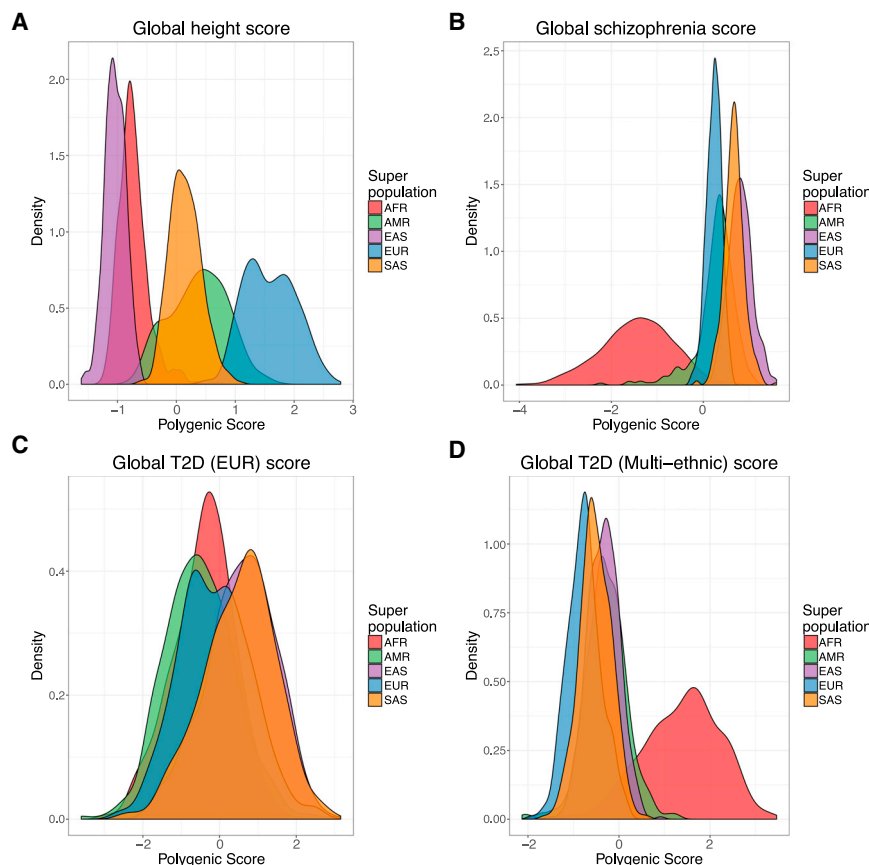 A
Global height score
2.0
1.5
1.0
0.5
0.0
−1
0
1
2
3
Density
Polygenic Score
Super
population
AFR
AMR
EAS
EUR
SAS
B
Global schizophrenia score
2.5
2.0
1.5
1.0
0.5
0.0
−4
−2
0
Density
Polygenic Score
Super
population
AFR
AMR
EAS
EUR
SAS
C
Global T2D (EUR) score
0.4
0.2
0.0
−2
0
2
Density
Polygenic Score
Super
population
AFR
AMR
EAS
EUR
SAS
D
Global T2D (Multi−ethnic) score
1.00
0.75
0.50
0.25
0.00
−2
0
2
Density
Polygenic Score
Super
population
AFR
AMR
EAS
EUR
SAS